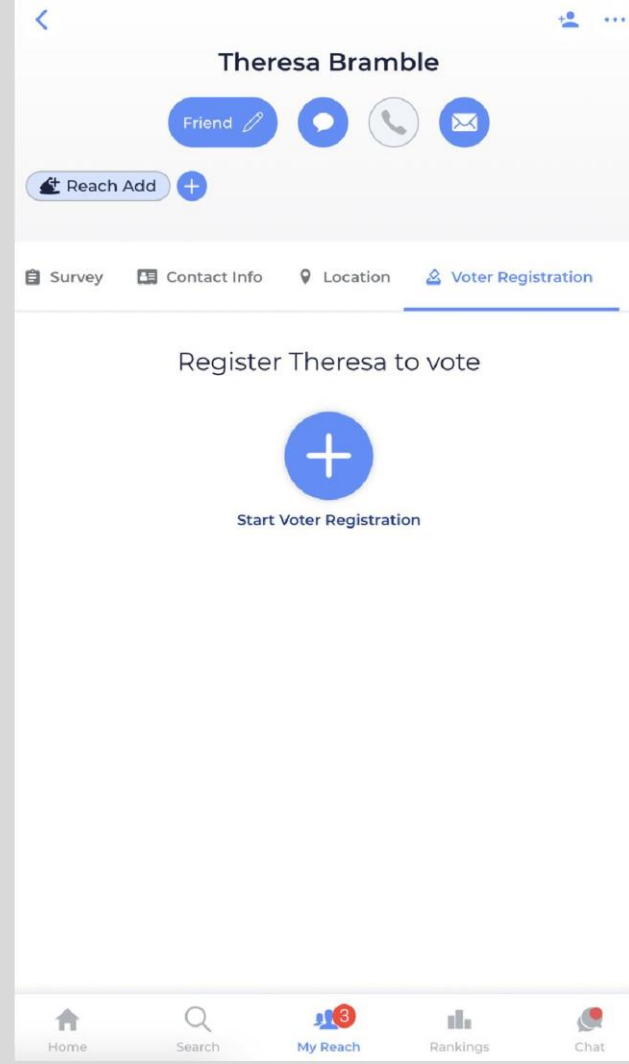 Theresa Bramble
Friend
Reach Add
Survey
Contact Info
Location
Voter Registration
Register Theresa to vote
Start Voter Registration
3
Home
Search
My Reach
Rankings
Chat